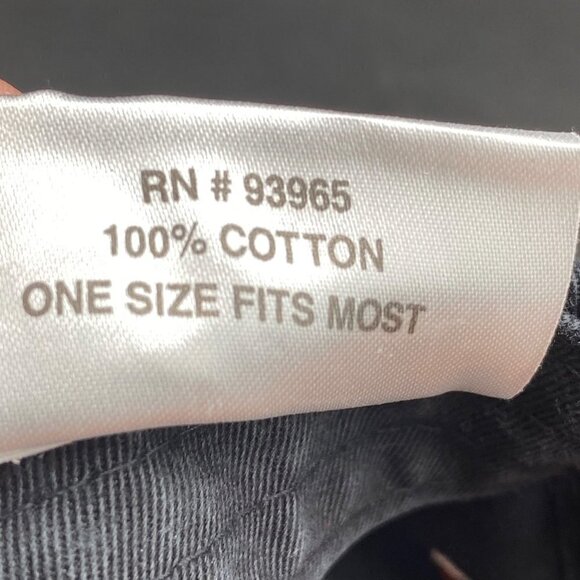 RN # 93965
100% COTTON
ONE SIZE FITS MOST